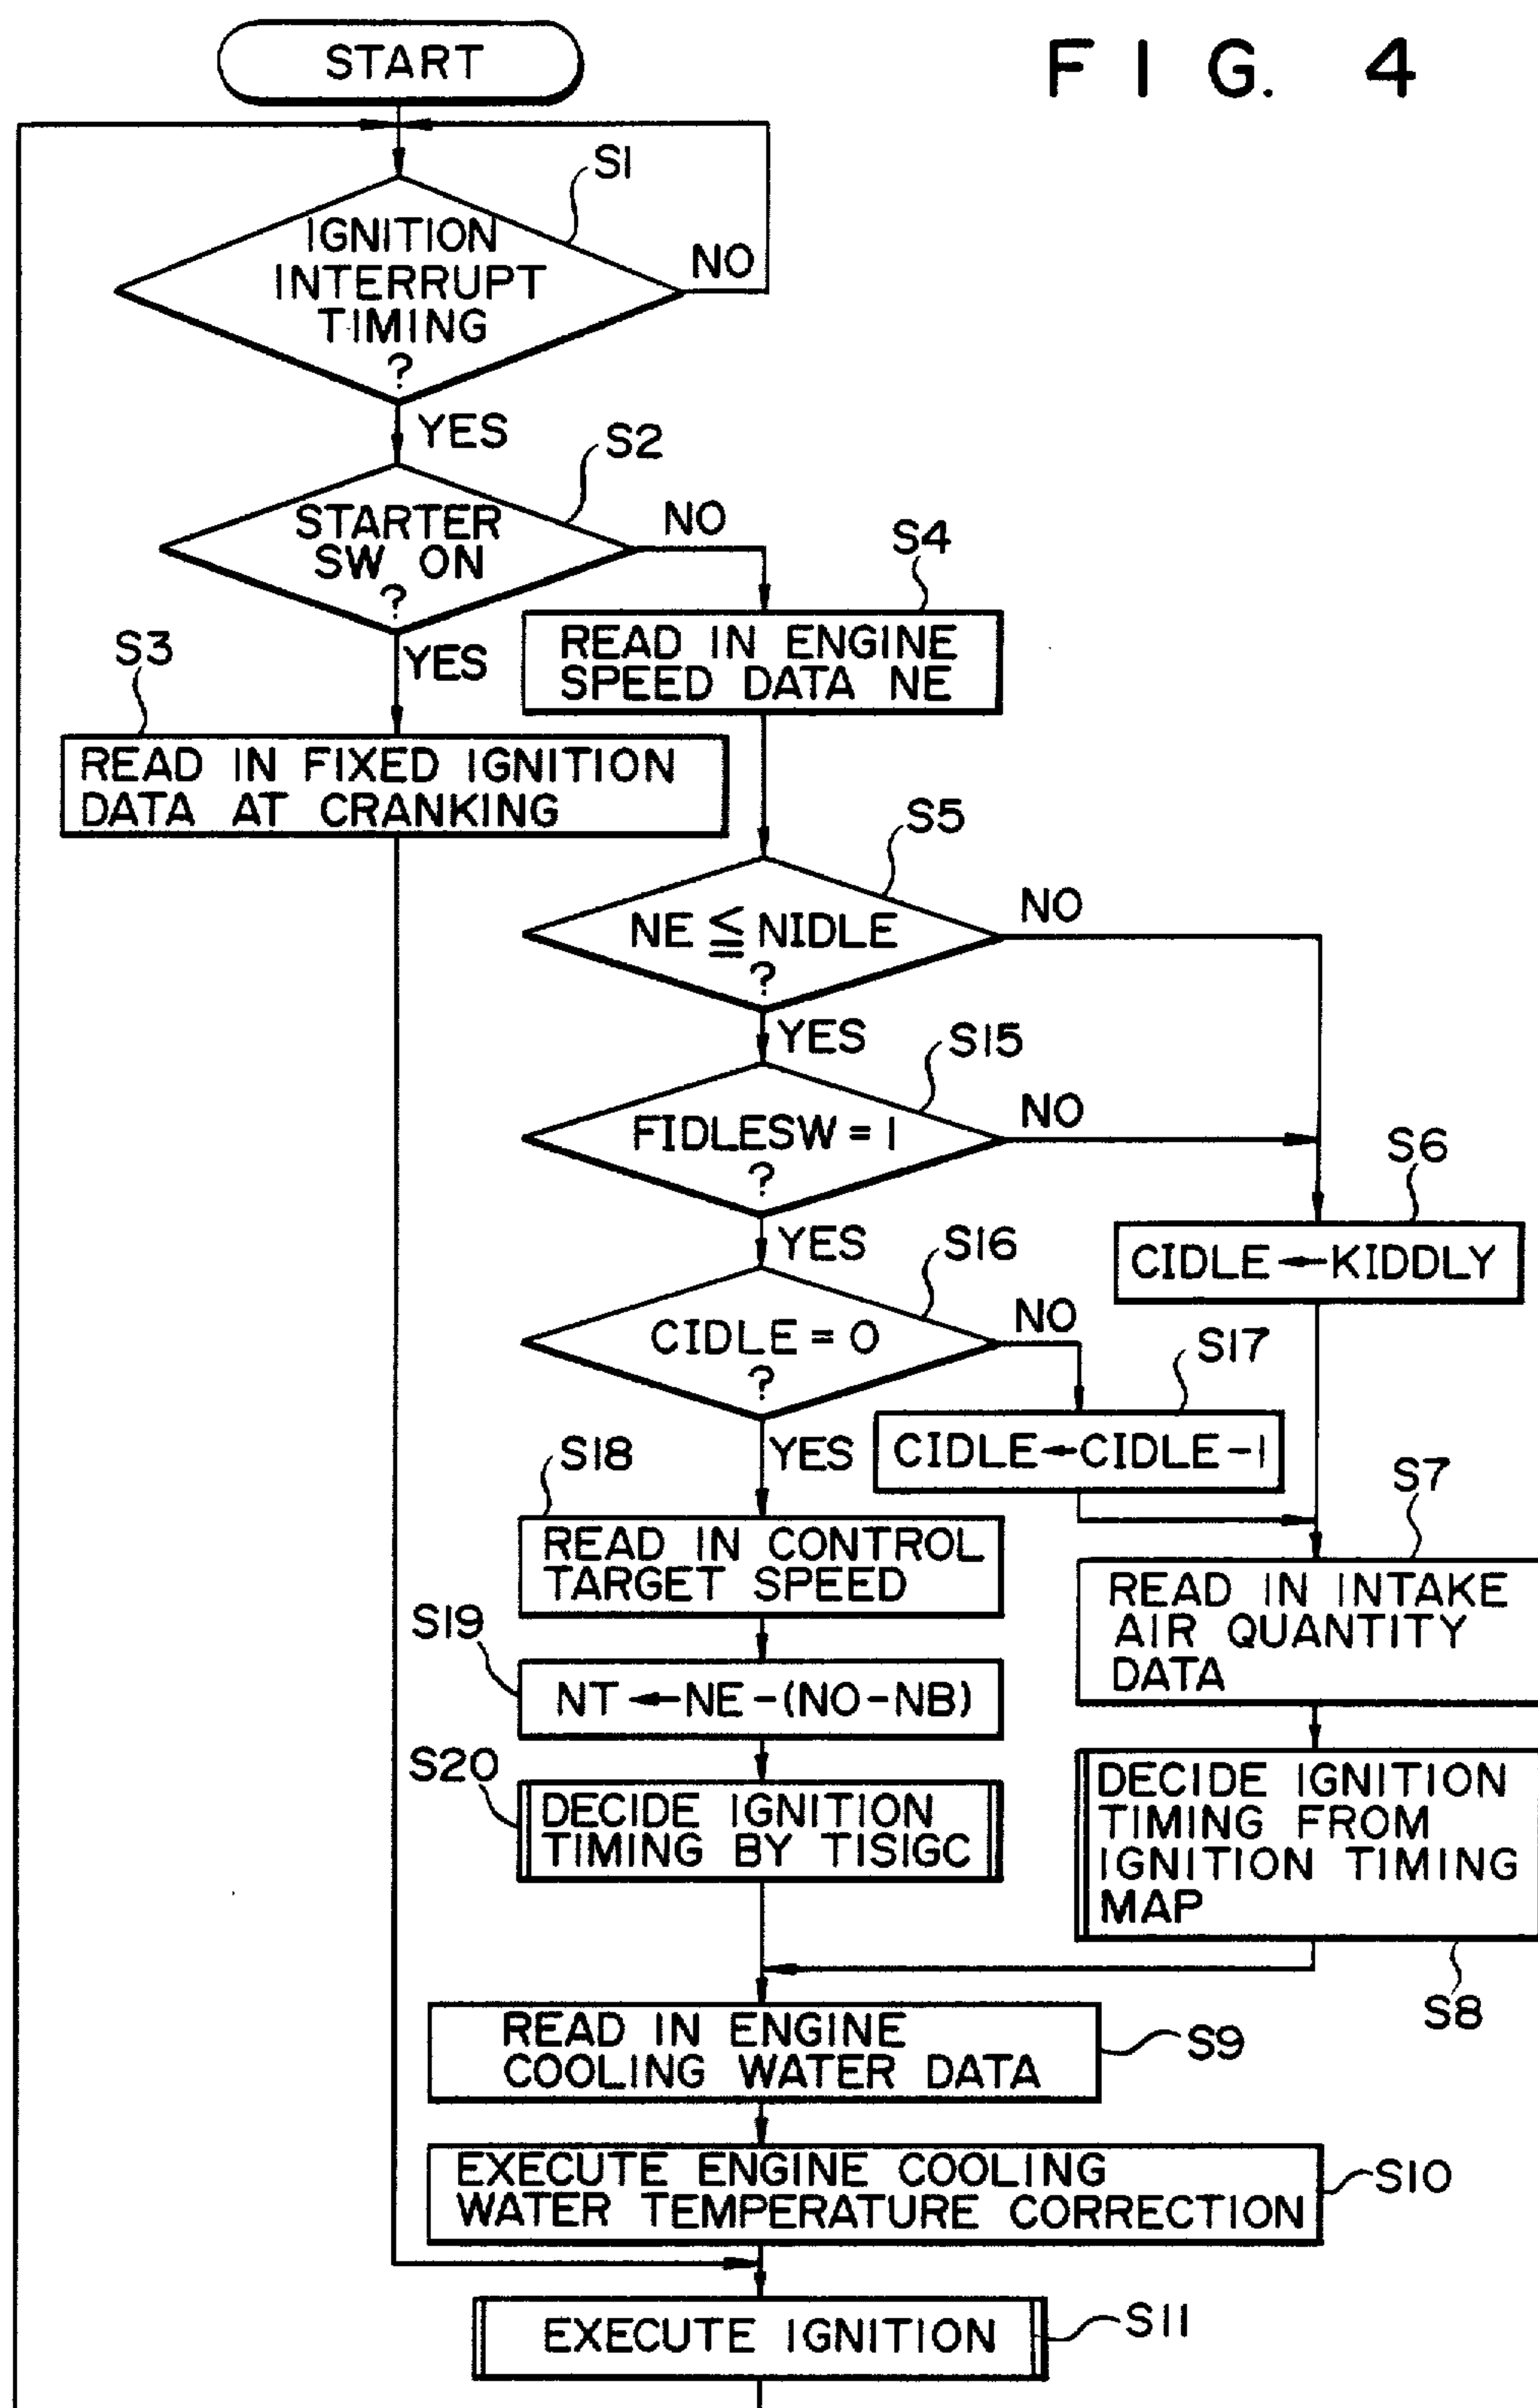 START
FIG. 4
S1
IGNITION
INTERRUPT
TIMING
?
NO
YES
S2
STARTER
SW ON
?
NO
YES
S3
S4
READ IN ENGINE
SPEED DATA NE
READ IN FIXED IGNITION
DATA AT CRANKING
S5
NE ≦ NIDLE
?
NO
YES
S15
FIDLESW = 1
?
NO
YES
S6
CIDLE ← KIDDLY
S16
CIDLE = 0
?
NO
YES
S17
CIDLE ← CIDLE - 1
S18
READ IN CONTROL
TARGET SPEED
S7
READ IN INTAKE
AIR QUANTITY
DATA
S19
NT ← NE - (NO - NB)
S20
DECIDE IGNITION
TIMING BY TISIGC
DECIDE IGNITION
TIMING FROM
IGNITION TIMING
MAP
S8
READ IN ENGINE
COOLING WATER DATA
S9
EXECUTE ENGINE COOLING
WATER TEMPERATURE CORRECTION
S10
EXECUTE IGNITION
S11